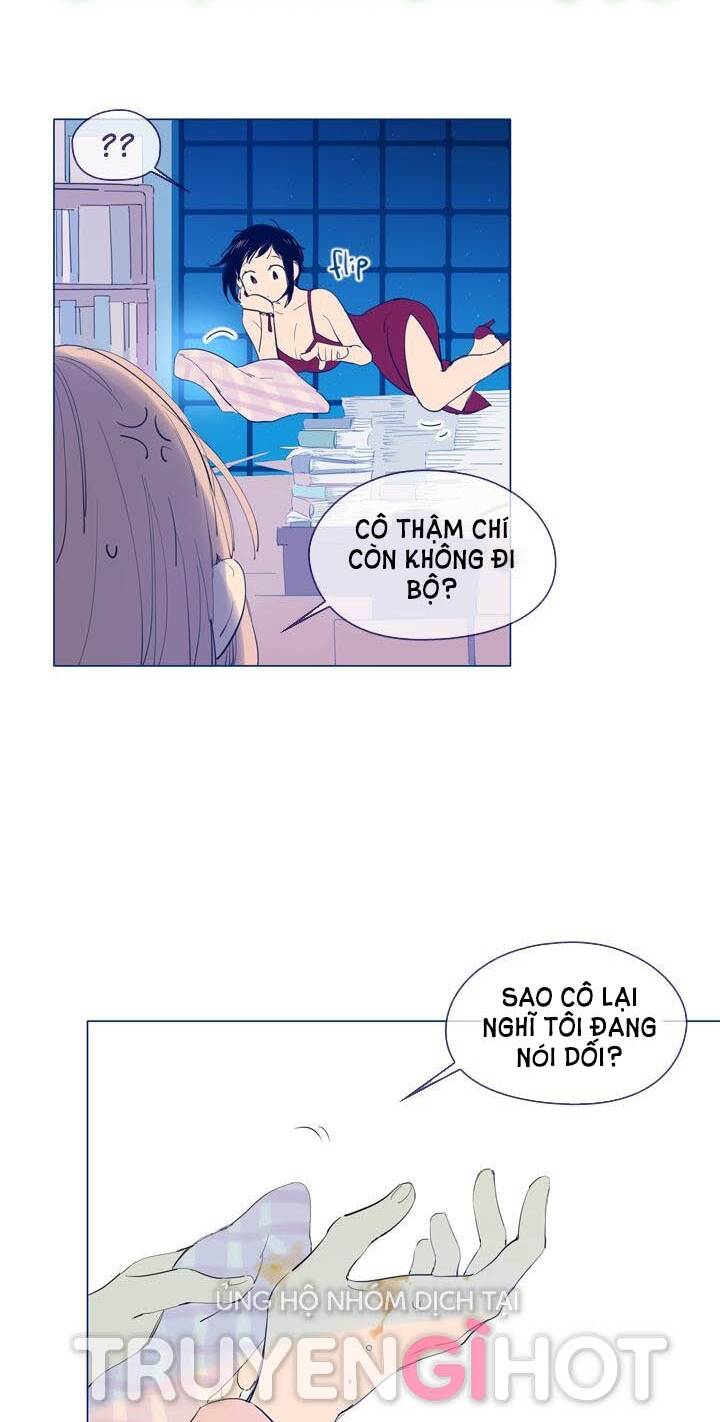 ??
flip
CÔ THẬM CHÍ
CÒN KHÔNG ĐI
BỘ?
SAO CÔ LẠI
NGHĨ TÔI ĐANG
NÓI DỐI?
ỦNG HỘ NHÓM DỊCH TẠI
TRUYENGIHOT